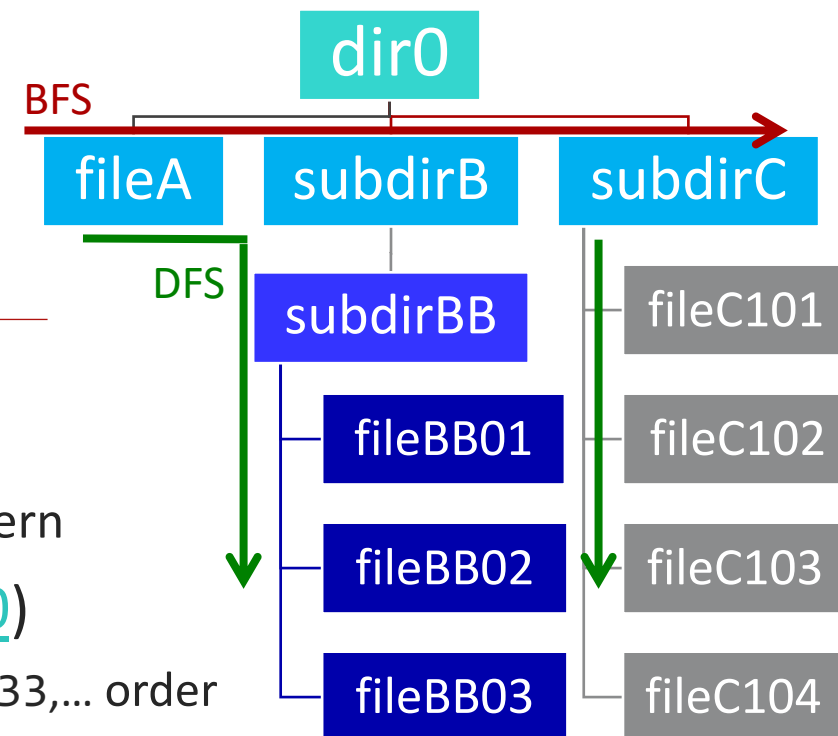 dir0
BFS
fileA subdirB subdirC
DFS
subdirBB fileC101
fileBB01 fileC102
ern
fileBB02 fileC103
)
33,... order
fileBB03 fileC104